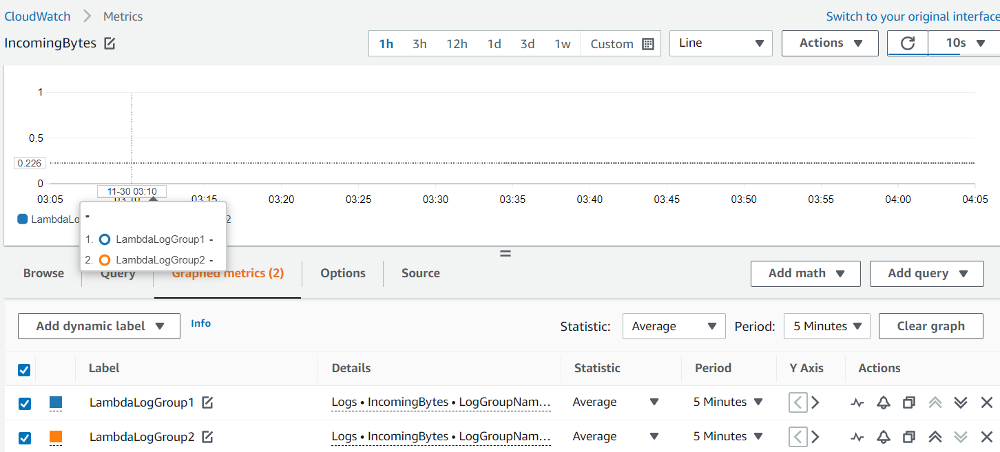 CloudWatch > Metrics Switch to your original interface
IncomingBytes 1h 3h 12h 1d 3d 1w Custom Line Actions 10s
1
0.5
0.226
0
11-30 03:10
03:05 03:15 03:20 03:25 03:30 03:35 03:40 03:45 03:50 03:55 04:00 04:05
LambdaLo 2
-
1. LambdaLogGroup1 -
2. LambdaLogGroup2 -
Browse Query Graphed metrics (2) Options Source Add math Add query
Add dynamic label Info Statistic: Average Period: 5 Minutes Clear graph
Label Details Statistic Period Y Axis Actions
LambdaLogGroup1 Logs • IncomingBytes • LogGroupNam... Average 5 Minutes
LambdaLogGroup2 Logs • IncomingBytes • LogGroupNam... Average 5 Minutes